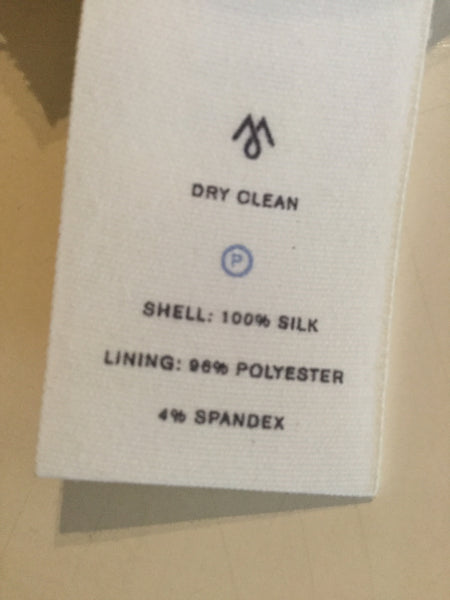 DRY CLEAN
P
SHELL: 100% SILK
LINING: 96% POLYESTER
4% SPANDEX